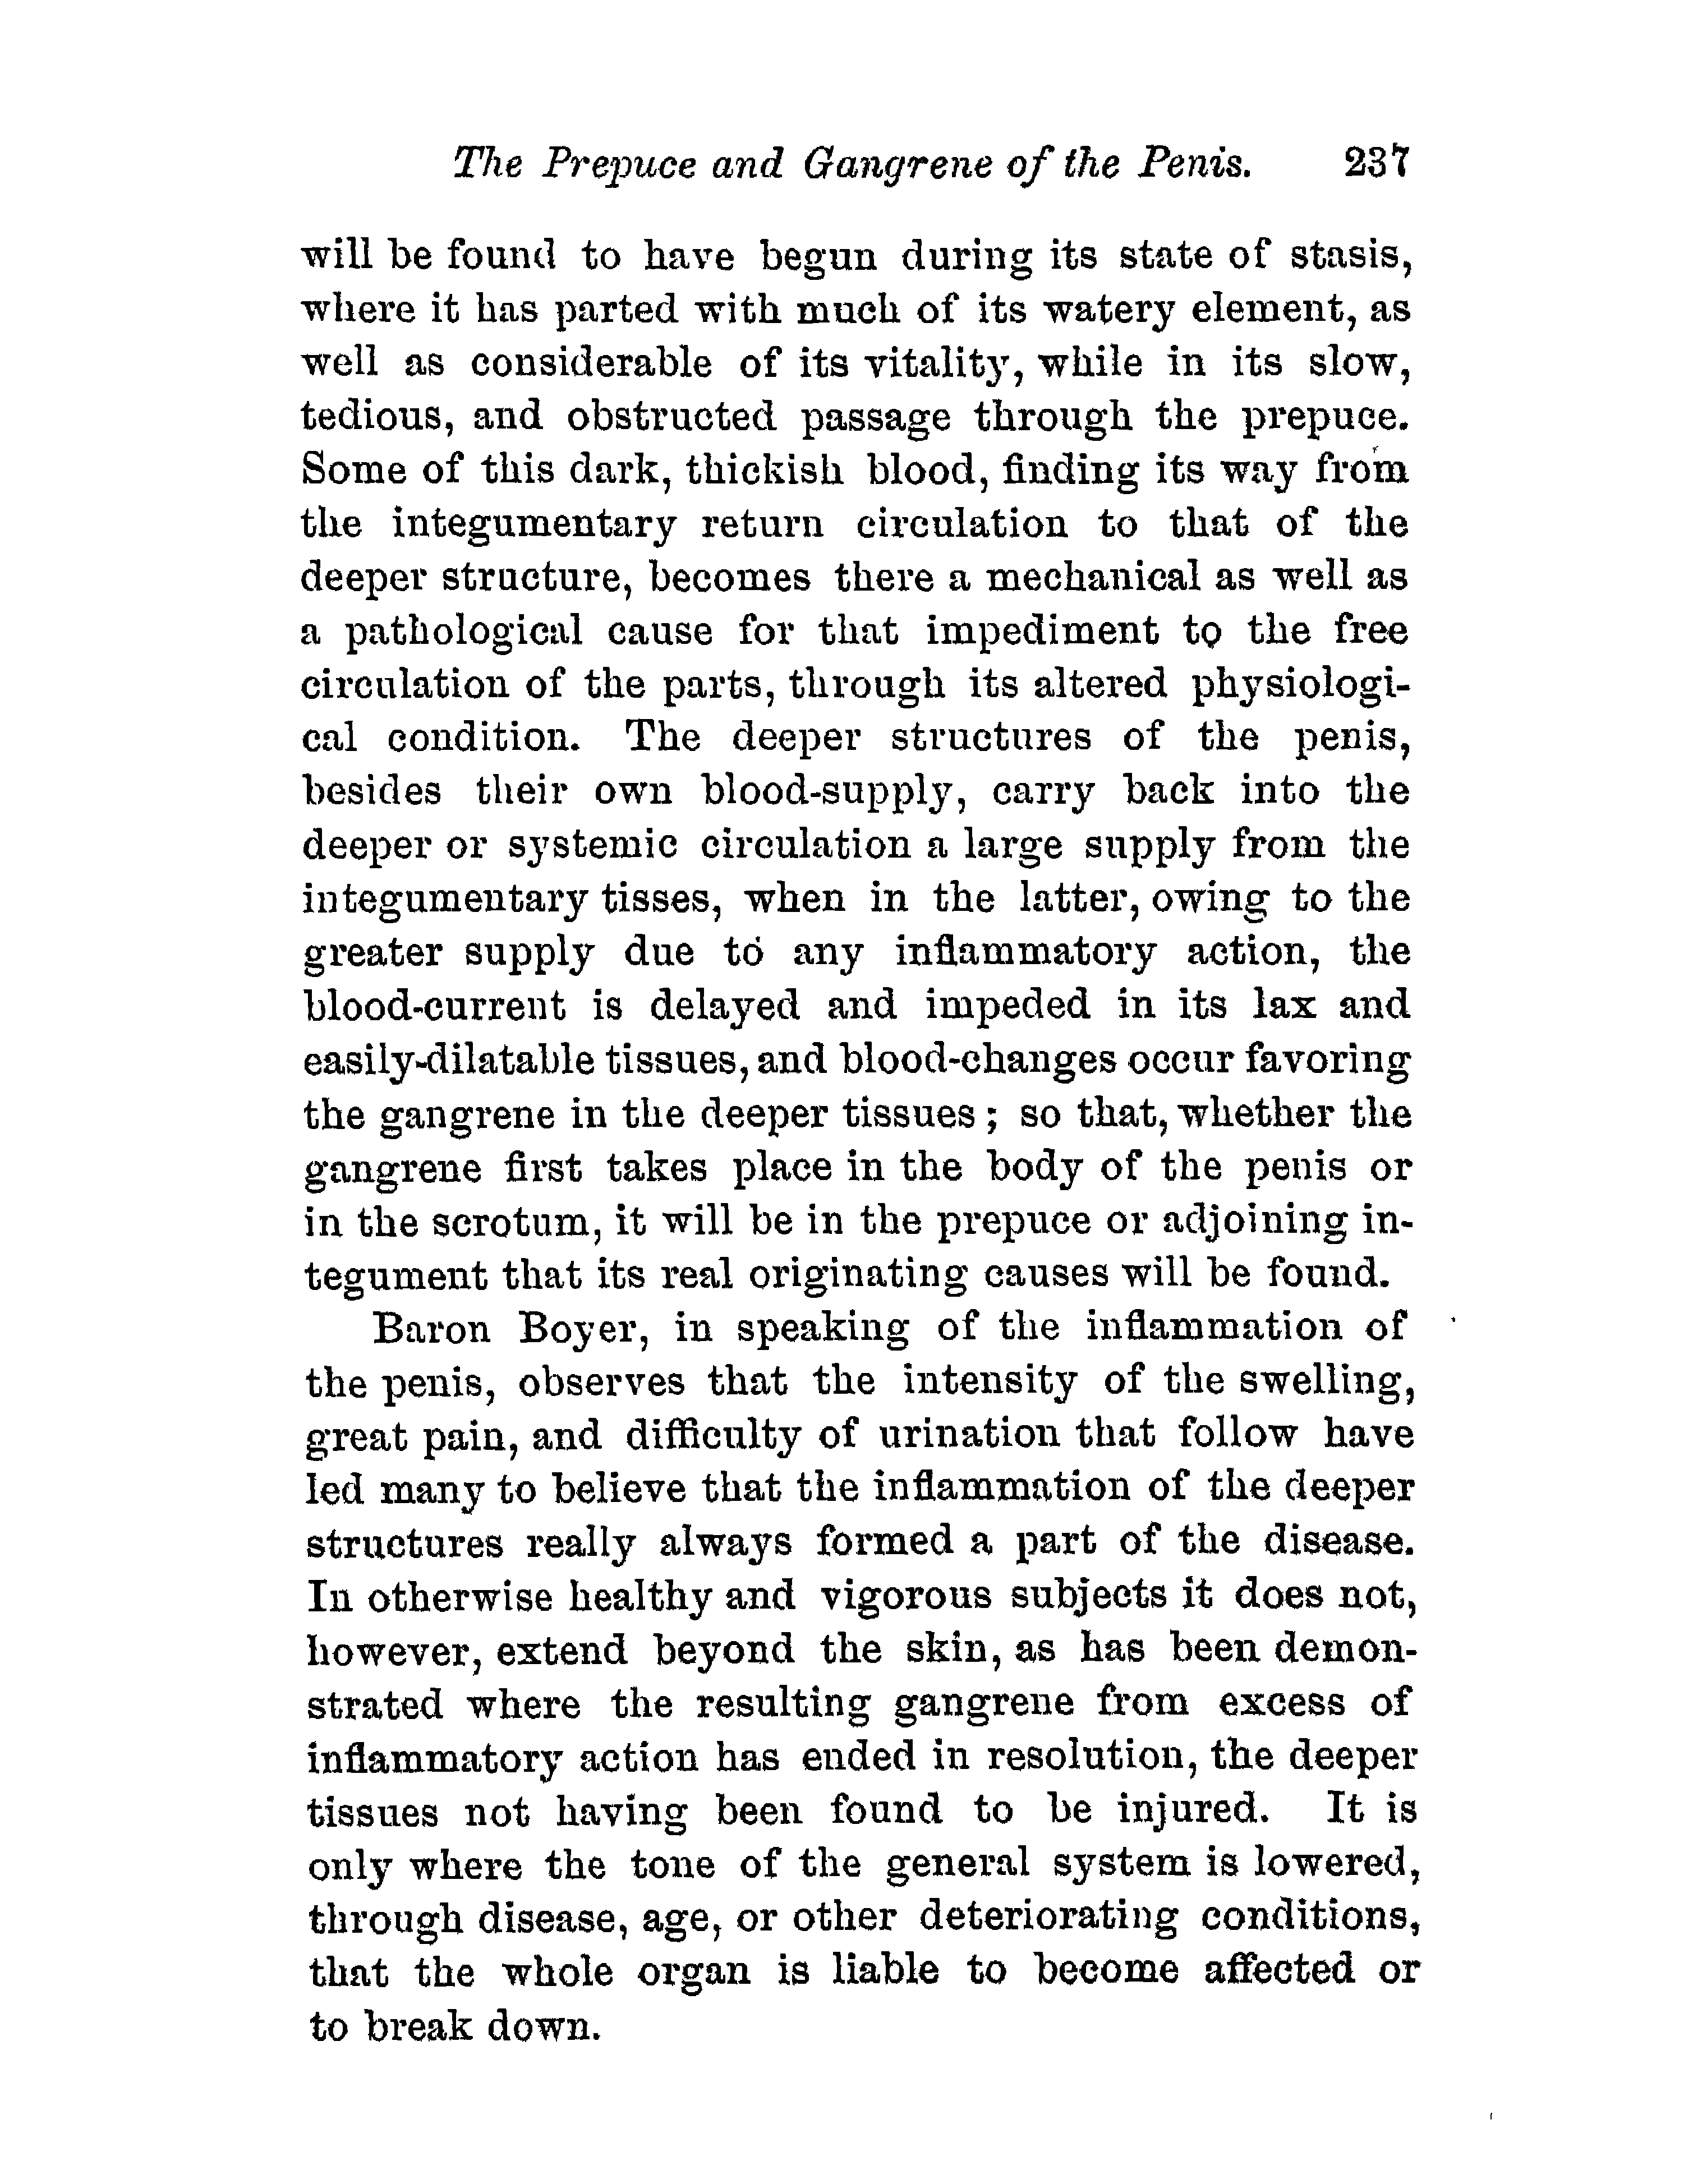 The Prepuce and Gangrene of the Penis. 237
will be found to have begun during its state of stasis,
where it has parted with much of its watery element, as
well as considerable of its vitality, while in its slow,
tedious, and obstructed passage through the prepuce.
Some of this dark, thickish blood, finding its way from
the integumentary return circulation to that of the
deeper structure, becomes there a mechanical as well as
a pathological cause for that impediment to the free
circulation of the parts, through its altered physiologi-
cal condition. The deeper structures of the penis,
besides their own blood-supply, carry back into the
deeper or systemic circulation a large supply from the
integumentary tisses, when in the latter, owing to the
greater supply due to any inflammatory action, the
blood-current is delayed and impeded in its lax and
easily-dilatable tissues, and blood-changes occur favoring
the gangrene in the deeper tissues; so that, whether the
gangrene first takes place in the body of the penis or
in the scrotum, it will be in the prepuce or adjoining in-
tegument that its real originating causes will be found.
Baron Boyer, in speaking of the inflammation of
the penis, observes that the intensity of the swelling,
great pain, and difficulty of urination that follow have
led many to believe that the inflammation of the deeper
structures really always formed a part of the disease.
In otherwise healthy and vigorous subjects it does not,
however, extend beyond the skin, as has been demon-
strated where the resulting gangrene from excess of
inflammatory action has ended in resolution, the deeper
tissues not having been found to be injured. It is
only where the tone of the general system is lowered,
through disease, age, or other deteriorating conditions,
that the whole organ is liable to become affected or
to break down.